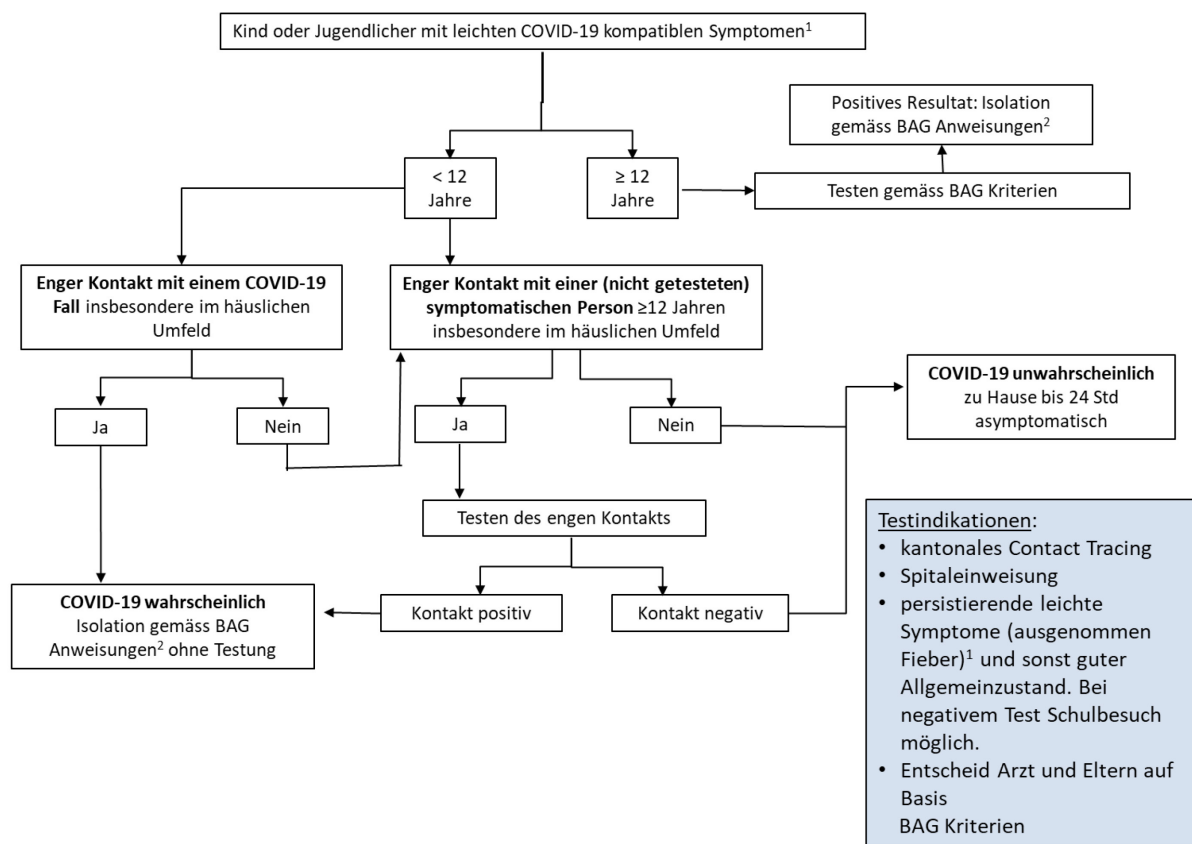 Kind oder Jugendlicher mit leichten COVID-19 kompatiblen Symptomen¹
Positives Resultat: Isolation
gemäss BAG Anweisungen²
< 12
Jahre
≥ 12
Jahre
Testen gemäss BAG Kriterien
Enger Kontakt mit einem COVID-19
Fall insbesondere im häuslichen
Umfeld
Enger Kontakt mit einer (nicht getesteten)
symptomatischen Person ≥12 Jahren
insbesondere im häuslichen Umfeld
COVID-19 unwahrscheinlich
zu Hause bis 24 Std
asymptomatisch
Ja
Nein
Ja
Nein
Testen des engen Kontakts
COVID-19 wahrscheinlich
Isolation gemäss BAG
Anweisungen² ohne Testung
Kontakt positiv
Kontakt negativ
Testindikationen:
• kantonales Contact Tracing
• Spitaleinweisung
• persistierende leichte
Symptome (ausgenommen
Fieber)¹ und sonst guter
Allgemeinzustand. Bei
negativem Test Schulbesuch
möglich.
• Entscheid Arzt und Eltern auf
Basis
BAG Kriterien